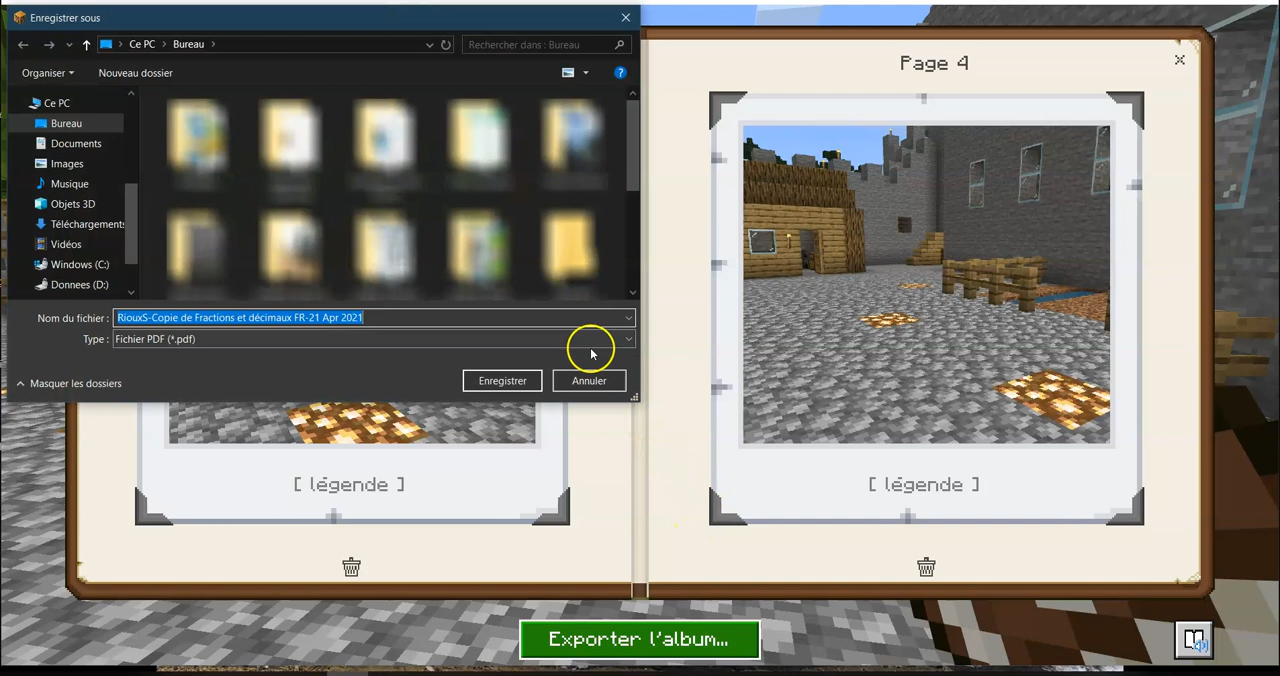 Enregistrer sous
Ce PC > Bureau >
Rechercher dans : Bureau
Organiser
Nouveau dossier
Ce PC
Bureau
Documents
Images
Musique
Objets 3D
Téléchargements
Vidéos
Windows (C:)
Donnees (D:)
Nom du fichier : RiouxS-Copie de Fractions et décimaux FR-21 Apr 2021
Type : Fichier PDF (*.pdf)
Masquer les dossiers
Enregistrer
Annuler
Page 4
[ légende ]
[ légende ]
Exporter l'album...